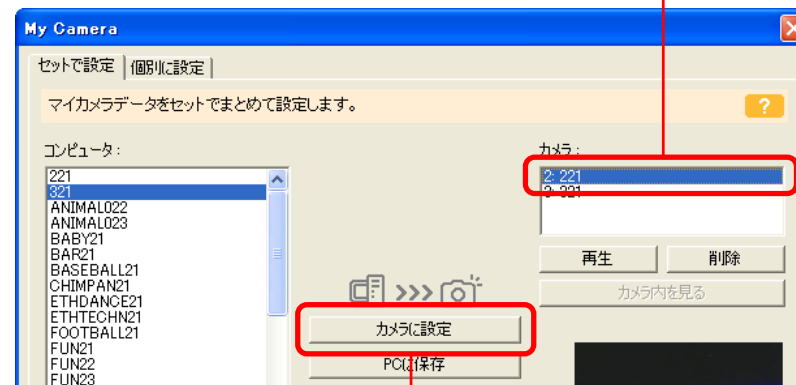 My Camera
セットで設定
個別に設定
マイカメラデータをセットでまとめて設定します。
?
コンピュータ:
221
321
ANIMAL022
ANIMAL023
BABY21
BAR21
BASEBALL21
CHIMPAN21
ETHDANCE21
ETHTECHN21
FOOTBALL21
FUN21
FUN22
FUN23
>>>
カメラに設定
PCに保存
カメラ:
2: 221
3: 321
再生
削除
カメラ内を見る